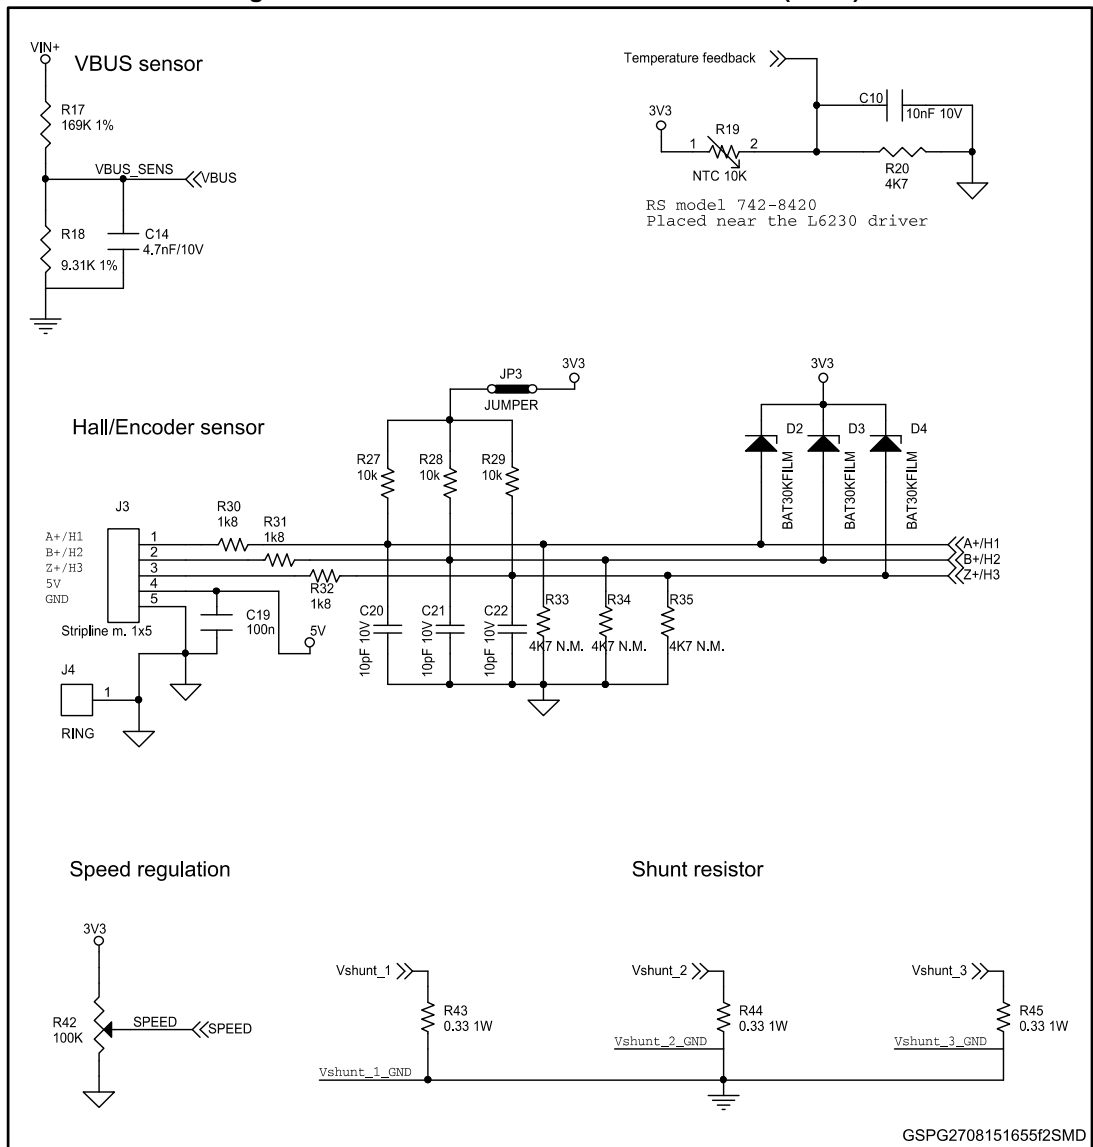 VIN+
VBUS sensor
R17
169K 1%
VBUS_SENS
VBUS
R18
9.31K 1%
C14
4.7nF/10V
Temperature feedback
C10
10nF 10V
3V3
R19
1
2
NTC 10K
R20
4K7
RS model 742-8420
Placed near the L6230 driver
JP3
3V3
JUMPER
3V3
Hall/Encoder sensor
R27
10k
R28
10k
R29
10k
D2
D3
D4
BAT30KFILM
BAT30KFILM
BAT30KFILM
J3
R30
1k8
R31
1k8
A+/H1
B+/H2
Z+/H3
5V
GND
1
2
3
4
5
R32
1k8
A+/H1
B+/H2
Z+/H3
Stripline m. 1x5
C19
100n
5V
C20
10pF 10V
C21
10pF 10V
C22
10pF 10V
R33
4K7 N.M.
R34
4K7 N.M.
R35
4K7 N.M.
J4
1
RING
Speed regulation
Shunt resistor
3V3
R42
100K
SPEED
SPEED
Vshunt_1
R43
0.33 1W
Vshunt_1_GND
Vshunt_2
R44
0.33 1W
Vshunt_2_GND
Vshunt_3
R45
0.33 1W
Vshunt_3_GND
GSPG2708151655f2SMD